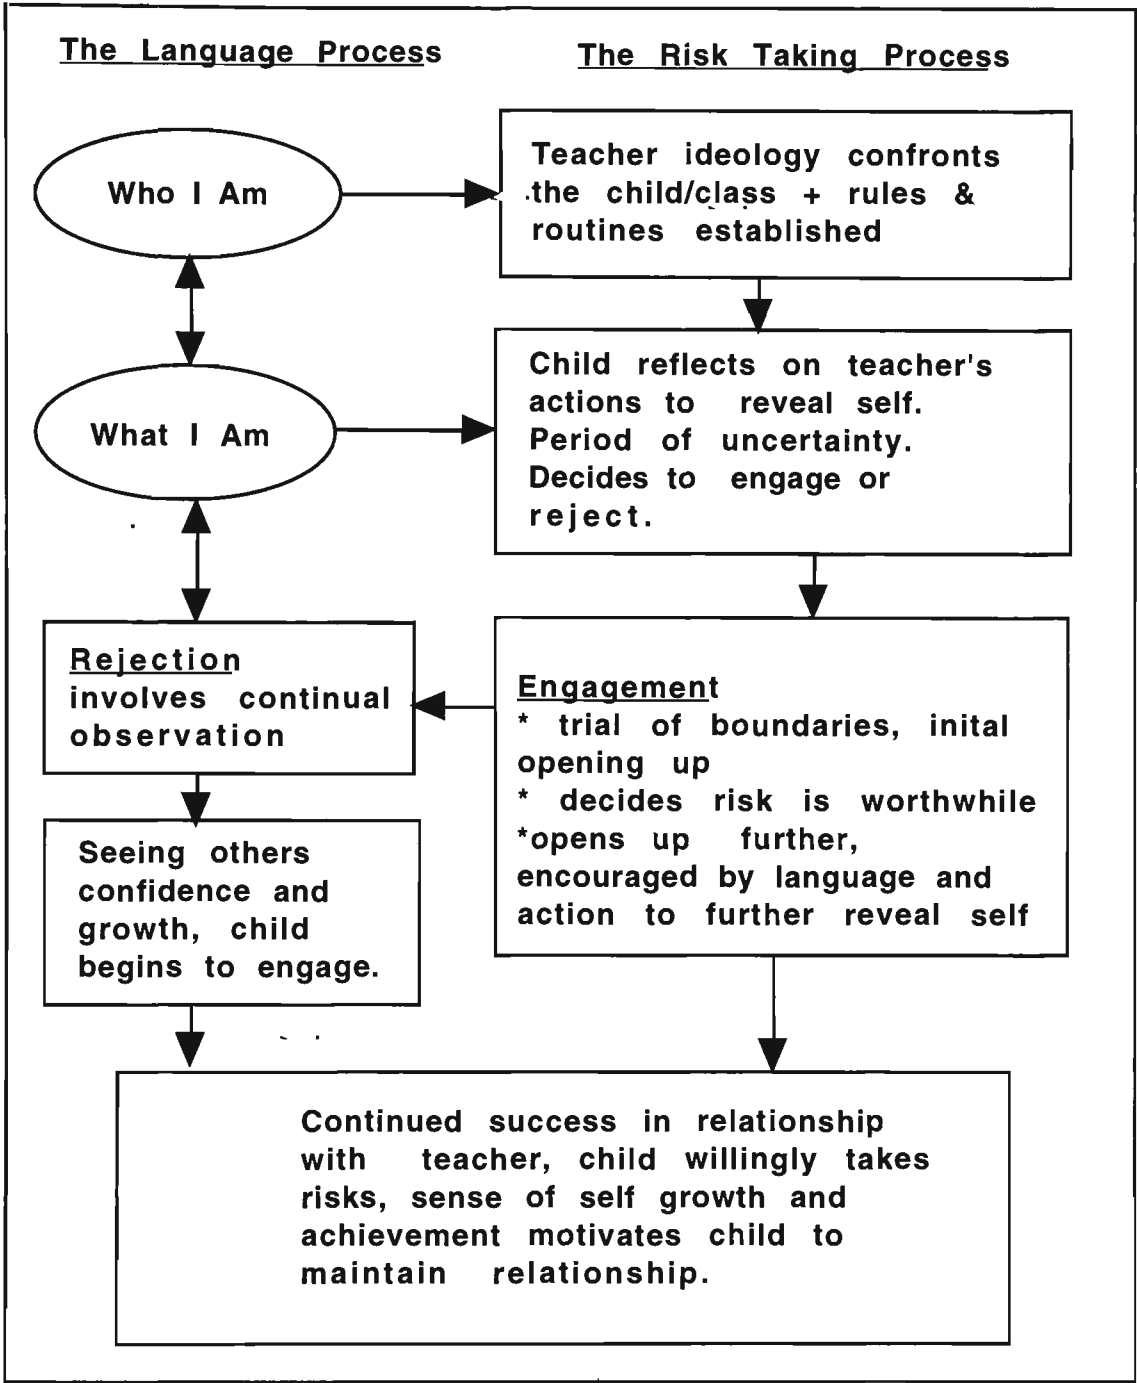 The Language Process
The Risk Taking Process
Who I Am
Teacher ideology confronts
the child/class + rules &
routines established
What I Am
Child reflects on teacher's
actions to reveal self.
Period of uncertainty.
Decides to engage or
reject.
Rejection
involves continual
observation
Engagement
* trial of boundaries, inital
opening up
* decides risk is worthwhile
*opens up further,
encouraged by language and
action to further reveal self
Seeing others
confidence and
growth, child
begins to engage.
Continued success in relationship
with teacher, child willingly takes
risks, sense of self growth and
achievement motivates child to
maintain relationship.